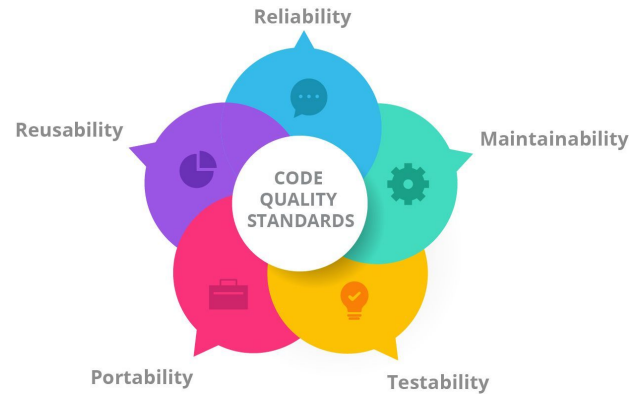 Reliability
Reusability
Maintainability
CODE
QUALITY
STANDARDS
Portability
Testability